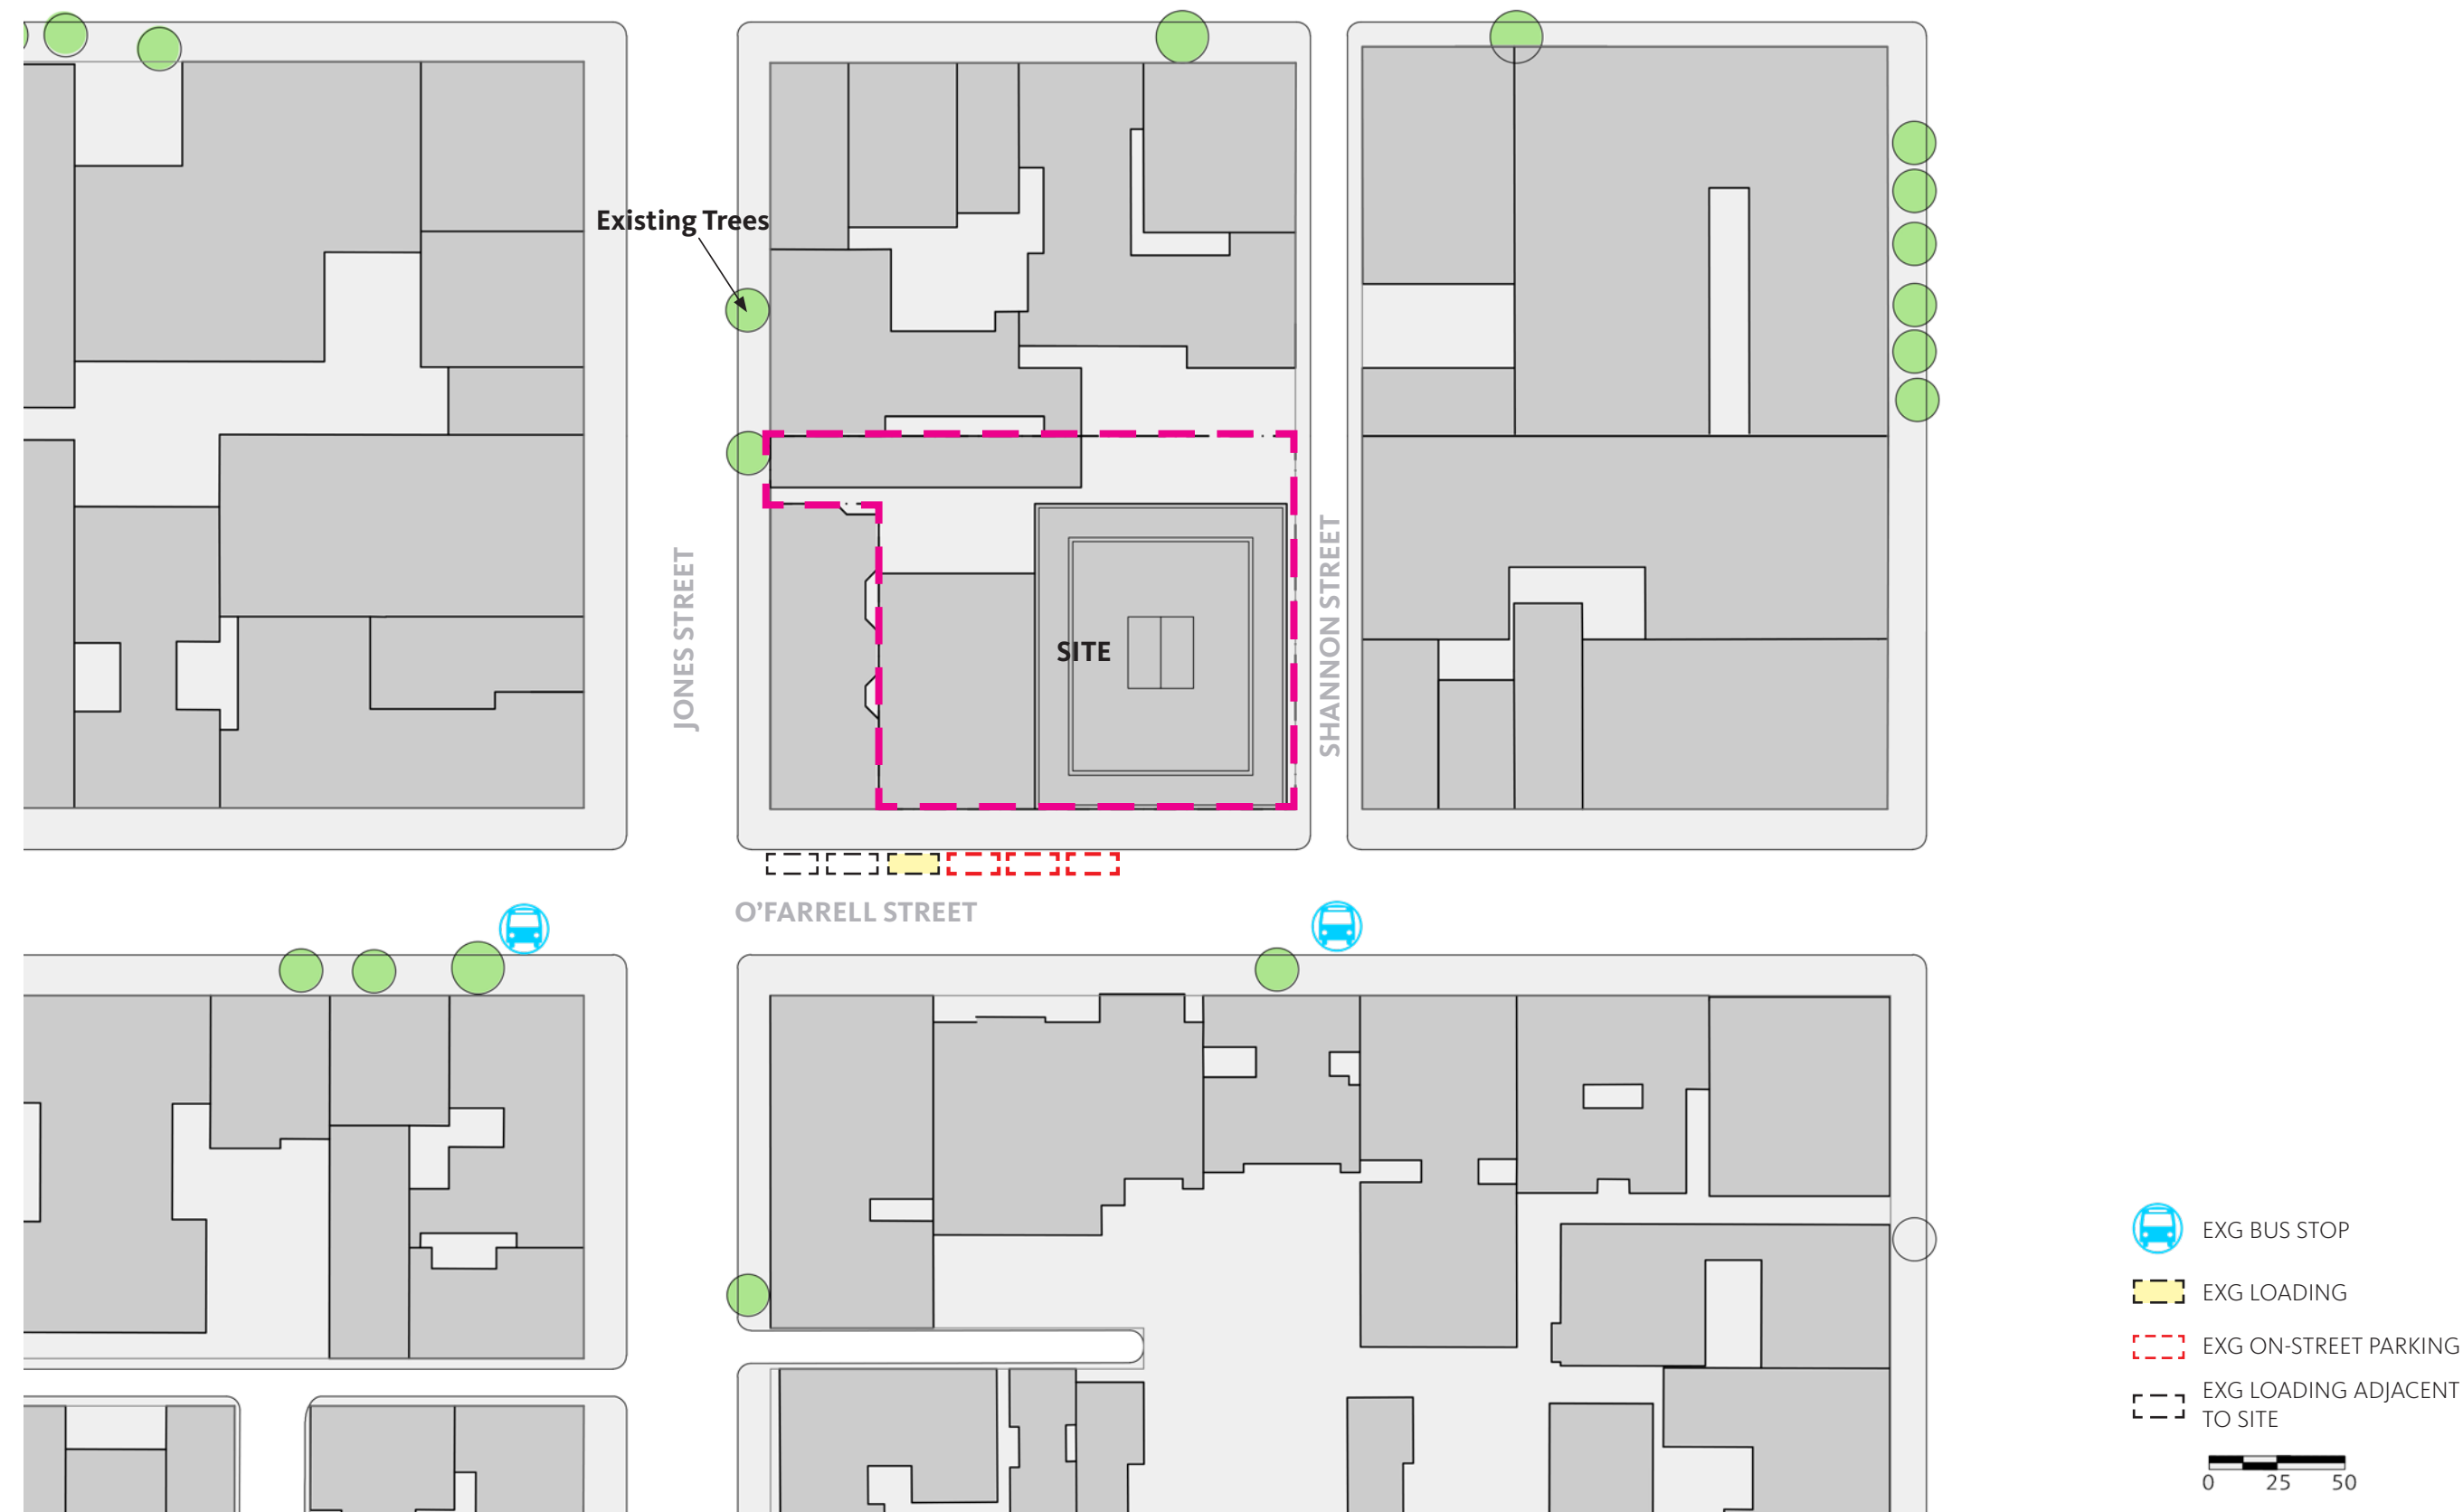 Existing Trees
JONES STREET
SITE
SHANNON STREET
O’FARRELL STREET
EXG BUS STOP
EXG LOADING
EXG ON-STREET PARKING
EXG LOADING ADJACENT
TO SITE
0 25 50